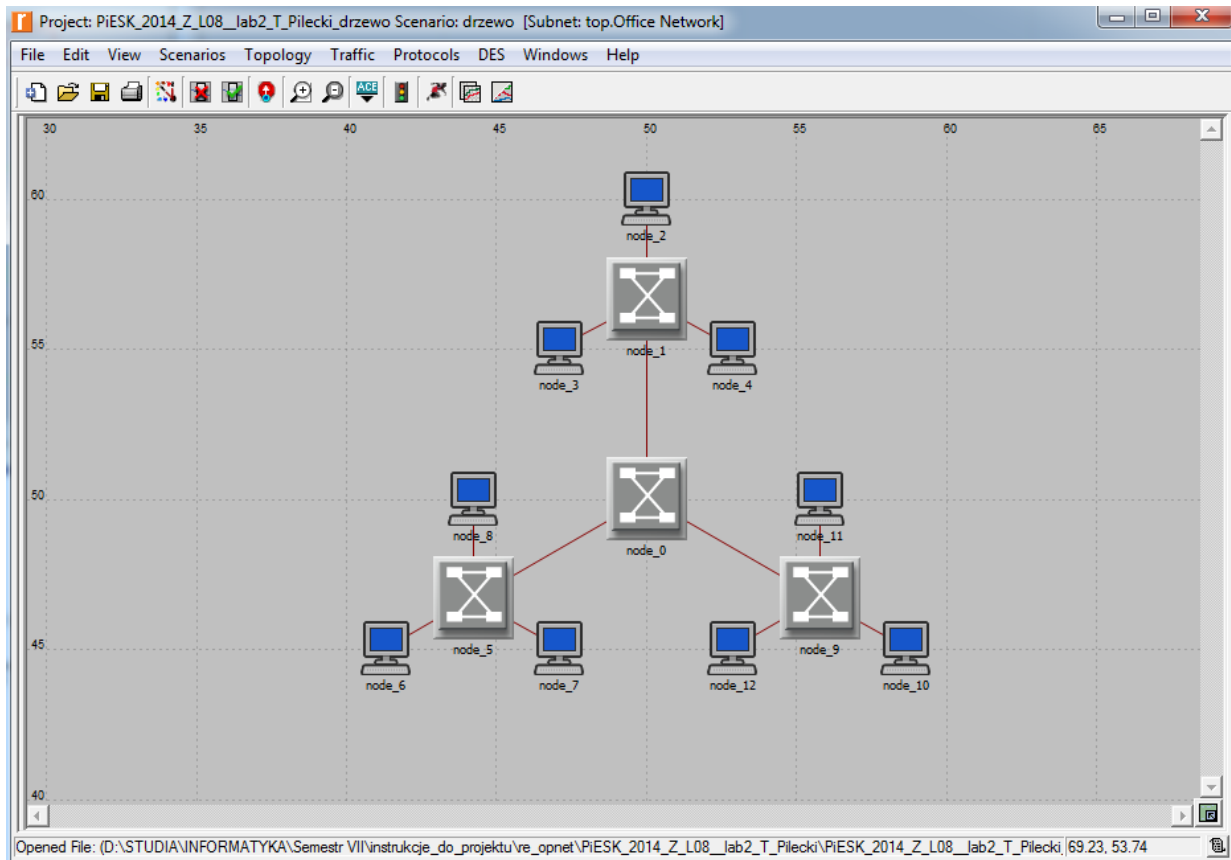 Project: PiESK_2014_Z_L08__lab2_T_Pilecki_drzewo Scenario: drzewo [Subnet: top.Office Network]
File Edit View Scenarios Topology Traffic Protocols DES Windows Help
ACE
30 35 40 45 50 55 60 65
60
node_2
55
node_1
node_3 node_4
50
node_8 node_11
node_0
45
node_5 node_9
node_6 node_7 node_12 node_10
40
Opened File: (D:\STUDIA\INFORMATYKA\Semestr VII\instrukcje_do_projektu\re_opnet\PiESK_2014_Z_L08__lab2_T_Pilecki\PiESK_2014_Z_L08__lab2_T_Pilecki_ 69.23, 53.74